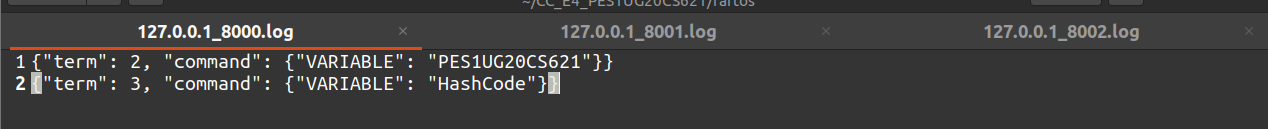 ~/CC_E4_PES1UG20CS621/raftos
127.0.0.1_8000.log × 127.0.0.1_8001.log × 127.0.0.1_8002.log ×
1 {"term": 2, "command": {"VARIABLE": "PES1UG20CS621"}}
2 {"term": 3, "command": {"VARIABLE": "HashCode"}}